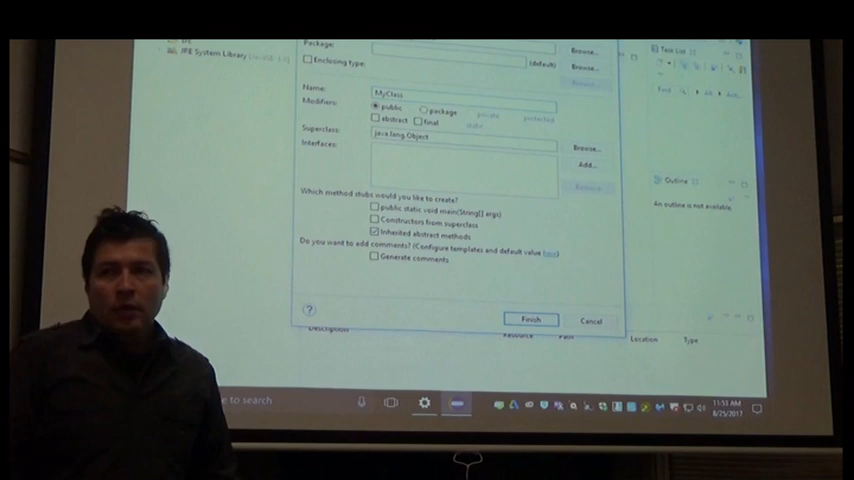 JRE System Library
Package:
(default)
Browse...
Enclosing type:
Browse...
Name:
MyClass
Modifiers:
public
package
private
protected
abstract
final
static
Superclass:
java.lang.Object
Browse...
Interfaces:
Add...
Remove
Which method stubs would you like to create?
public static void main(String[] args)
Constructors from superclass
Inherited abstract methods
Do you want to add comments? (Configure templates and default value here)
Generate comments
?
Finish
Cancel
Task List
Find
All
Outline
An outline is not available.
Description
Resource
Path
Location
Type
e to search
11:53 AM
8/25/2017